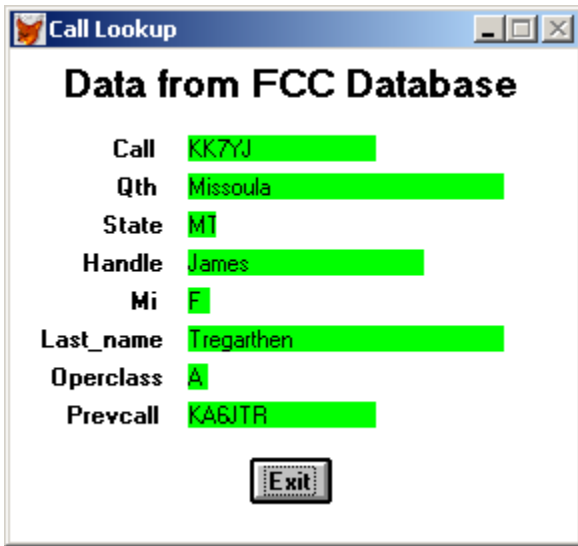 Call Lookup
Data from FCC Database
Call KK7YJ
Qth Missoula
State MT
Handle James
Mi F
Last_name Tregarthen
Operclass A
Prevcall KA6JTR
Exit